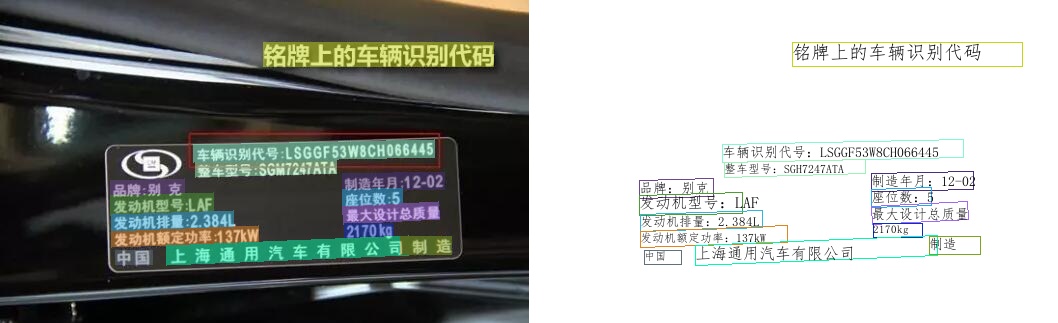 铭牌上的车辆识别代码
车辆识别代号:LSGGF53W8CH066445
整车型号:SGM7247ATA
品牌:别 克
制造年月:12-02
发动机型号:LAF
座位数:5
发动机排量:2.384L
最大设计总质量
发动机额定功率:137kW
2170kg
中国 上海通用汽车有限公司 制造
铭牌上的车辆识别代码
车辆识别代号: LSGGF53W8CH066445
整车型号: SGH7247ATA
品牌: 别克
制造年月: 12-02
发动机型号: LAF
座位数: 5
发动机排量: 2.384L
最大设计总质量
发动机额定功率: 137kW
2170kg
中国 上海通用汽车有限公司 制造